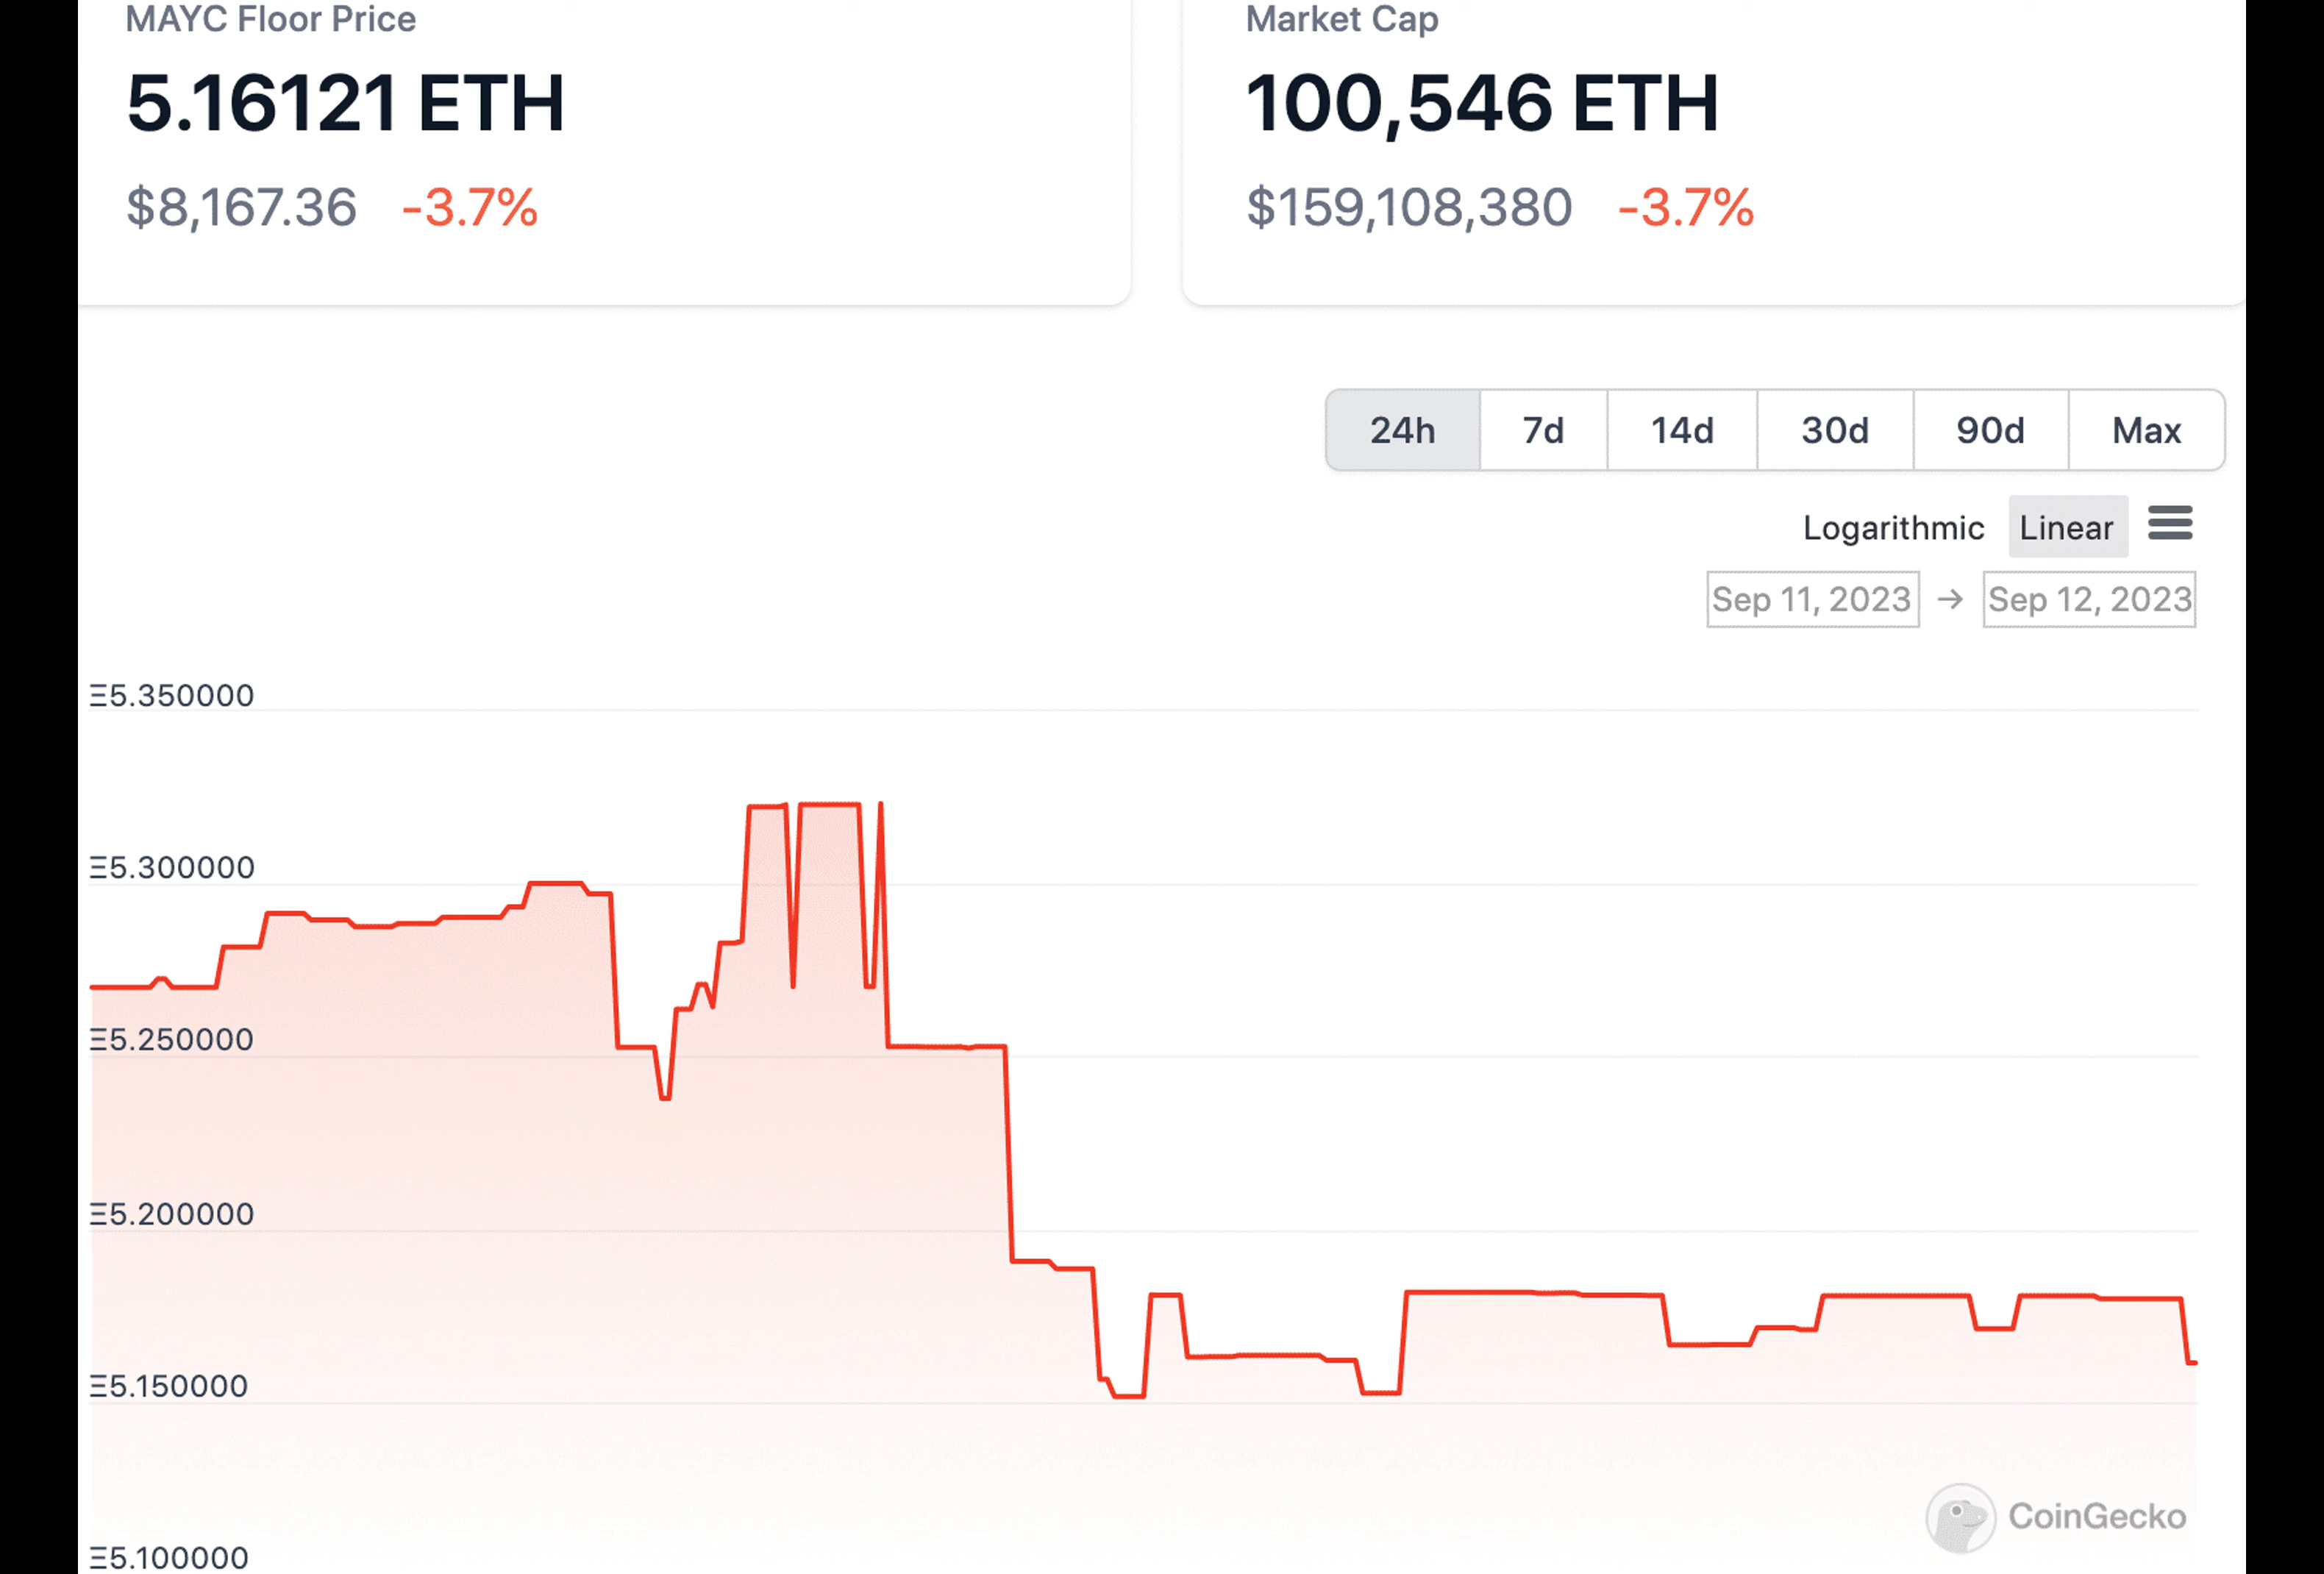 MAYC Floor Price
5.16121 ETH
$8,167.36 -3.7%
Market Cap
100,546 ETH
$159,108,380 -3.7%
24h 7d 14d 30d 90d Max
Logarithmic Linear
Sep 11, 2023 → Sep 12, 2023
Ξ5.350000
Ξ5.300000
Ξ5.250000
Ξ5.200000
Ξ5.150000
Ξ5.100000
CoinGecko